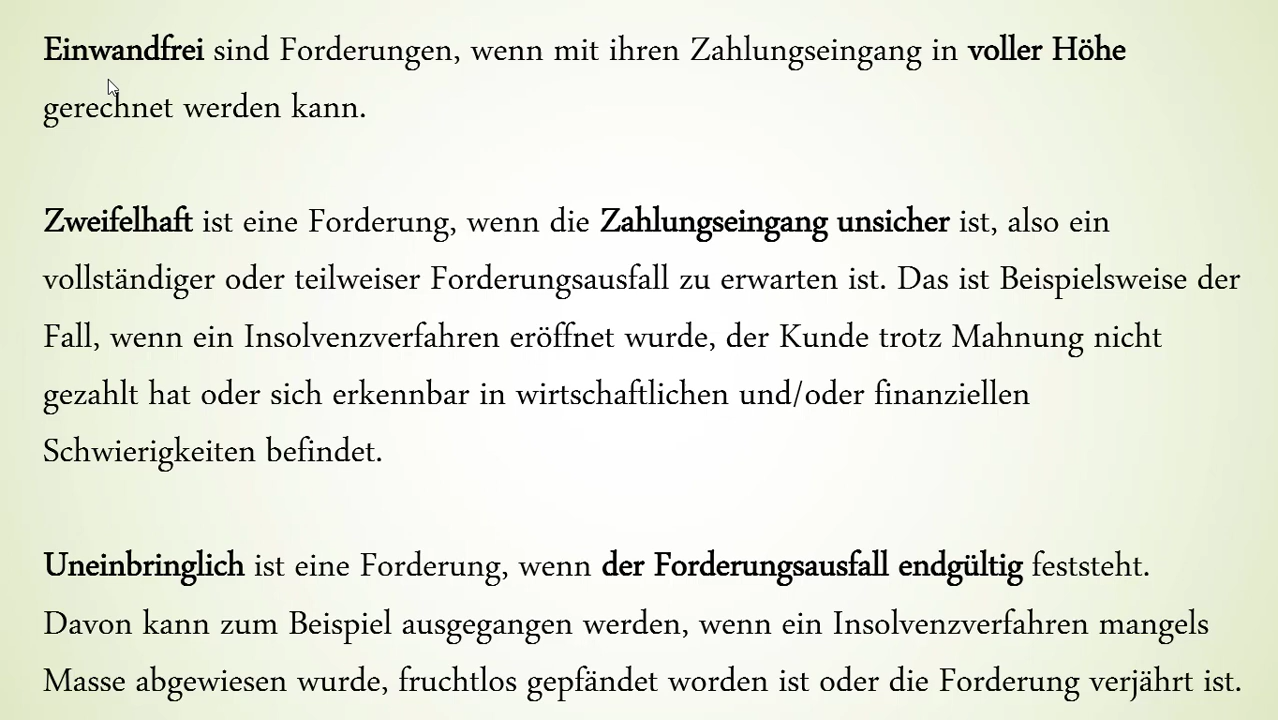 Einwandfrei sind Forderungen, wenn mit ihren Zahlungseingang in voller Höhe
gerechnet werden kann.
Zweifelhaft ist eine Forderung, wenn die Zahlungseingang unsicher ist, also ein
vollständiger oder teilweiser Forderungsausfall zu erwarten ist. Das ist Beispielsweise der
Fall, wenn ein Insolvenzverfahren eröffnet wurde, der Kunde trotz Mahnung nicht
gezahlt hat oder sich erkennbar in wirtschaftlichen und/oder finanziellen
Schwierigkeiten befindet.
Uneinbringlich ist eine Forderung, wenn der Forderungsausfall endgültig feststeht.
Davon kann zum Beispiel ausgegangen werden, wenn ein Insolvenzverfahren mangels
Masse abgewiesen wurde, fruchtlos gepfändet worden ist oder die Forderung verjährt ist.